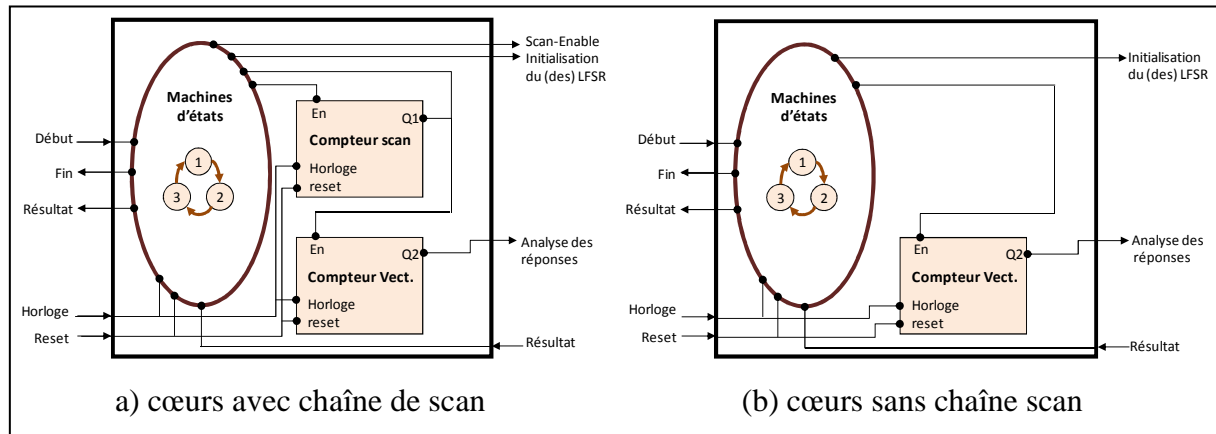 Scan-Enable
Initialisation
du (des) LFSR
Machines
d'états
En
Q1
Compteur scan
Horloge
reset
Début
Fin
Résultat
1
3
2
En
Q2
Compteur Vect.
Horloge
reset
Analyse des
réponses
Horloge
Reset
Résultat
a) cœurs avec chaîne de scan
Initialisation
du (des) LFSR
Machines
d'états
Début
Fin
Résultat
1
3
2
En
Q2
Compteur Vect.
Horloge
reset
Analyse des
réponses
Horloge
Reset
Résultat
(b) cœurs sans chaîne scan